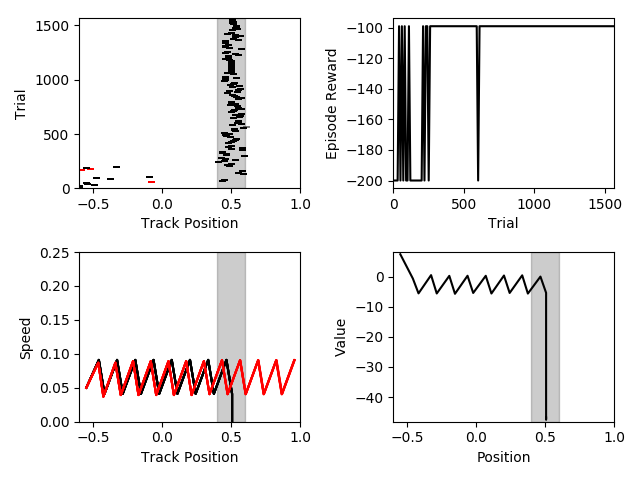 1500
1000
500
0
Trial
−0.5 0.0 0.5 1.0
Track Position
−100
−120
−140
−160
−180
−200
Episode Reward
0 500 1000 1500
Trial
0.25
0.20
0.15
0.10
0.05
0.00
Speed
−0.5 0.0 0.5 1.0
Track Position
0
−10
−20
−30
−40
Value
−0.5 0.0 0.5 1.0
Position